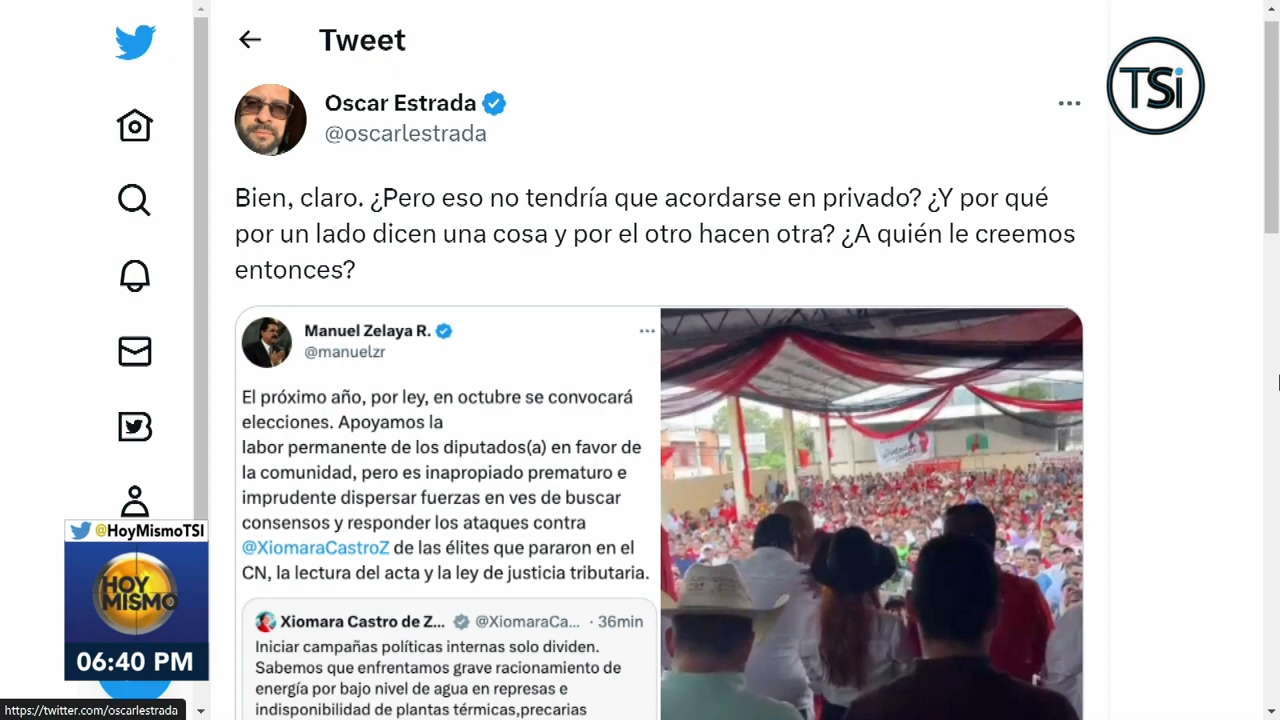 Tweet
TSi
Oscar Estrada
@oscarlestrada
Bien, claro. ¿Pero eso no tendría que acordarse en privado? ¿Y por qué
por un lado dicen una cosa y por el otro hacen otra? ¿A quién le creemos
entonces?
Manuel Zelaya R.
@manuelzr
El próximo año, por ley, en octubre se convocará
elecciones. Apoyamos la
labor permanente de los diputados(a) en favor de
la comunidad, pero es inapropiado prematuro e
imprudente dispersar fuerzas en ves de buscar
consensos y responder los ataques contra
@XiomaraCastroZ de las élites que pararon en el
CN, la lectura del acta y la ley de justicia tributaria.
Xiomara Castro de Z... @XiomaraCa... · 36min
Iniciar campañas políticas internas solo dividen.
Sabemos que enfrentamos grave racionamiento de
energía por bajo nivel de agua en represas e
indisponibilidad de plantas térmicas,precarias
@HoyMismoTSI
HOY
MISMO
06:40 PM
https://twitter.com/oscarlestrada